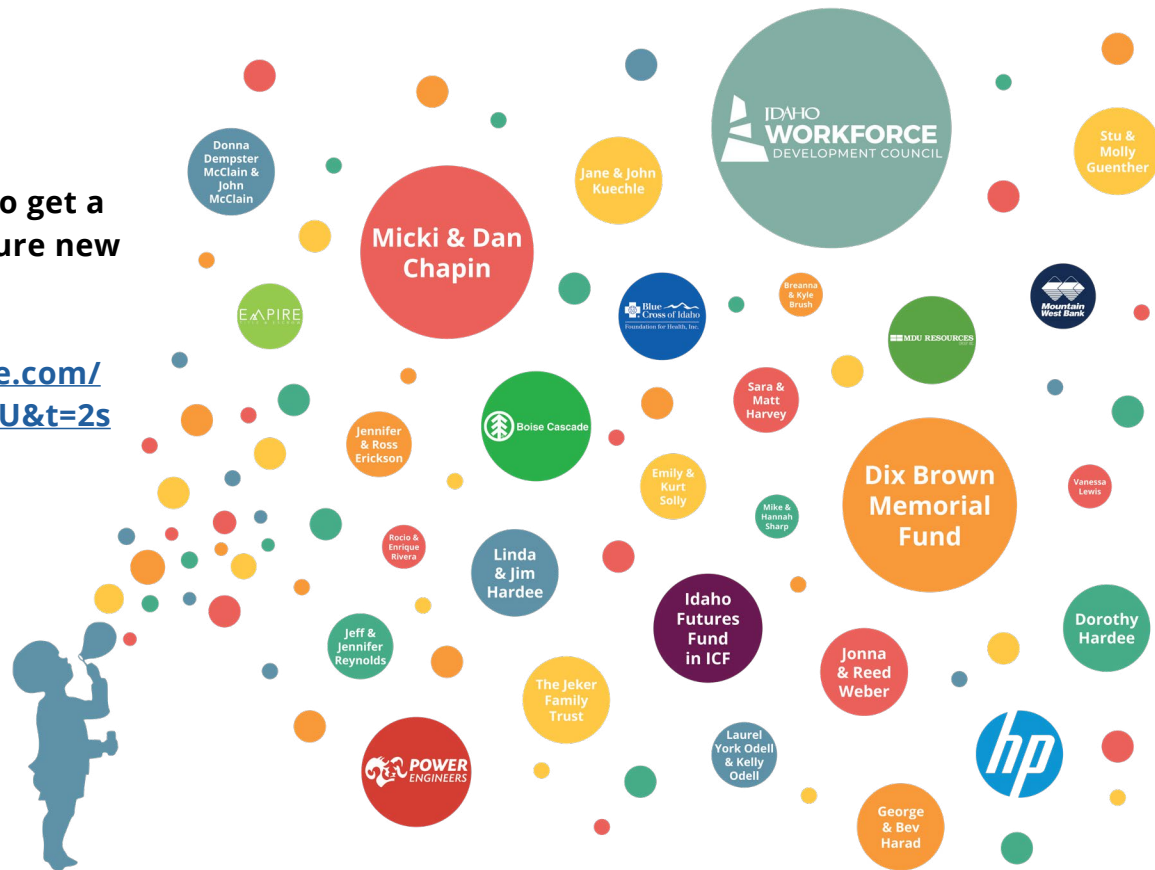 o get a
ure new
e.com/
U&t=2s
Donna
Dempster
McClain &
John
McClain
Jane & John
Kuechle
IDAHO
WORKFORCE
DEVELOPMENT COUNCIL
Stu &
Molly
Guenther
Micki & Dan
Chapin
EMPIRE
Blue
Cross of Idaho
Foundation for Health, Inc.
Breanna
& Kyle
Brush
MDU RESOURCES
Mountain
West Bank
Jennifer
& Ross
Erickson
Boise Cascade
Sara &
Matt
Harvey
Emily &
Kurt
Solly
Mike &
Hannah
Sharp
Dix Brown
Memorial
Fund
Vanessa
Lewis
Rocio &
Enrique
Rivera
Linda
& Jim
Hardee
Idaho
Futures
Fund
in ICF
Jeff &
Jennifer
Reynolds
The Jeker
Family
Trust
Jonna
& Reed
Weber
Dorothy
Hardee
POWER
ENGINEERS
Laurel
York Odell
& Kelly
Odell
hp
George
& Bev
Harad